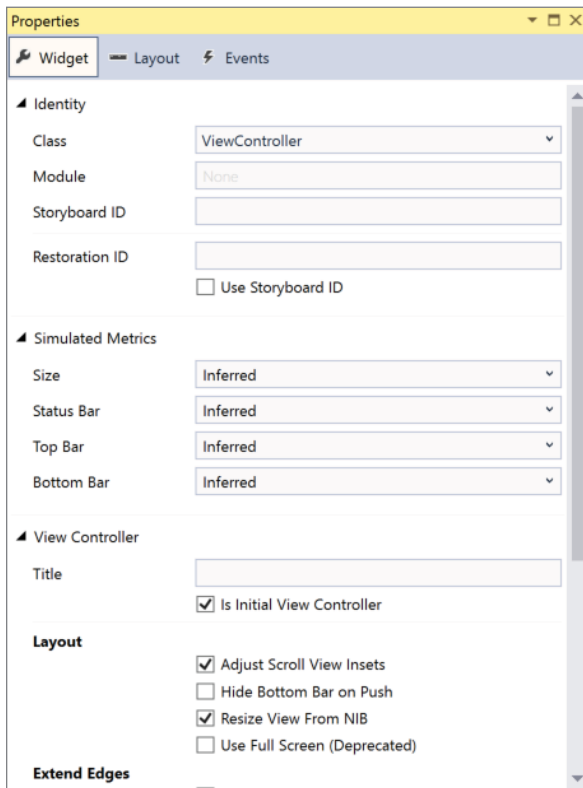 Properties
Widget Layout Events
Identity
Class ViewController
Module None
Storyboard ID
Restoration ID
Use Storyboard ID
Simulated Metrics
Size Inferred
Status Bar Inferred
Top Bar Inferred
Bottom Bar Inferred
View Controller
Title
Is Initial View Controller
Layout
Adjust Scroll View Insets
Hide Bottom Bar on Push
Resize View From NIB
Use Full Screen (Deprecated)
Extend Edges